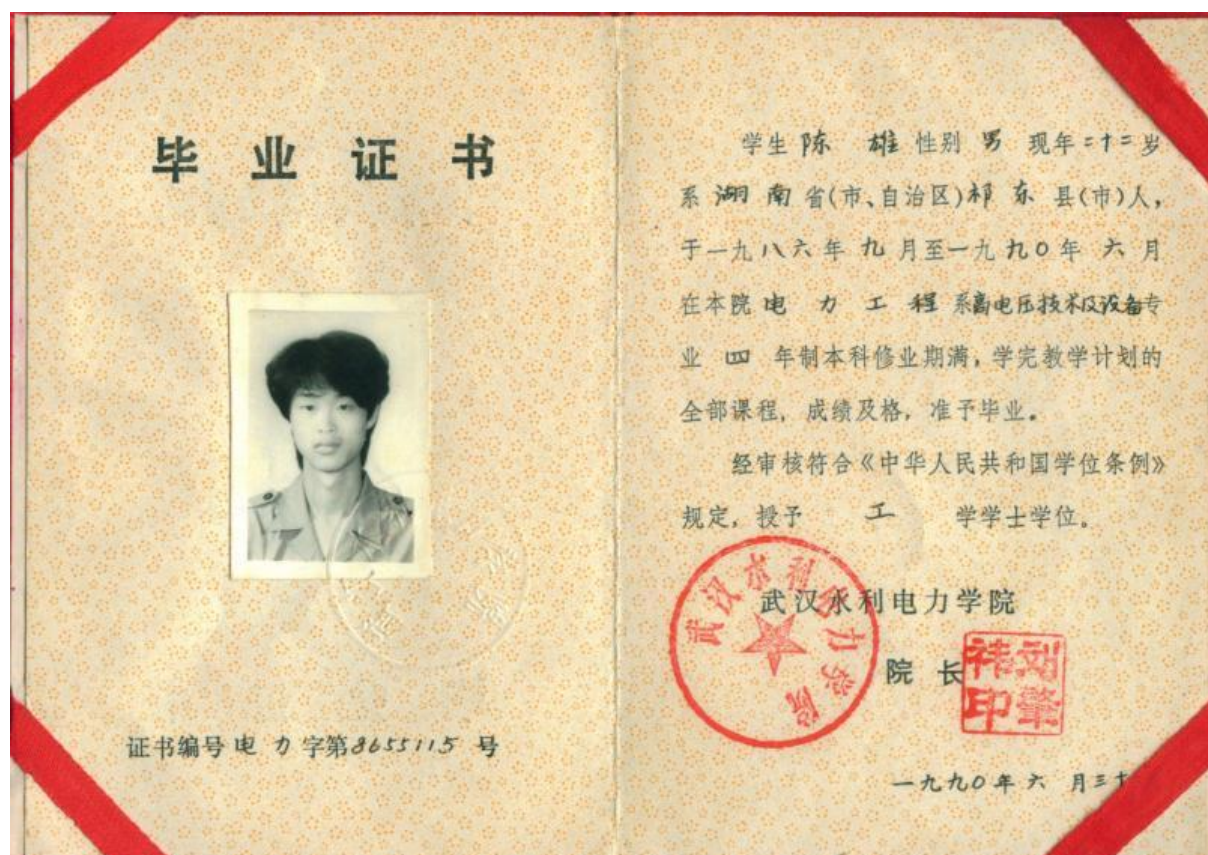 毕业证书
证书编号电力字第8655115号
学生陈 雄性别男现年二十二岁
系湖南省(市、自治区)祁东县(市)人,
于一九八六年九月至一九九0年六月
在本院电力工程系高电压技术及设备专
业四年制本科修业期满,学完教学计划的
全部课程,成绩及格,准予毕业。
经审核符合《中华人民共和国学位条例》
规定,授予 工 学学士学位。
武汉水利电力学院
武汉水利电力学院
院长
刘肇祎印
一九九0年六月三十